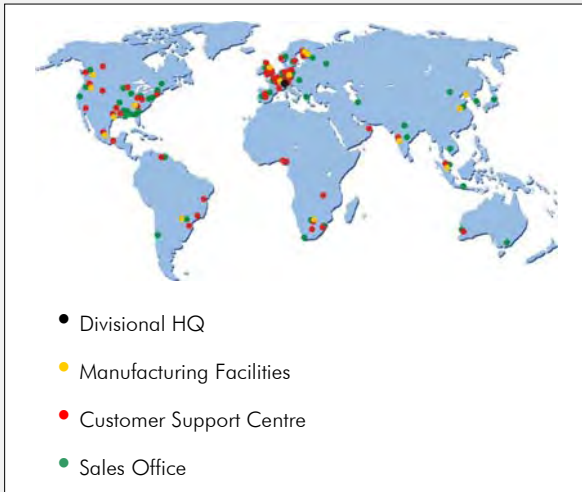 Divisional HQ
Manufacturing Facilities
Customer Support Centre
Sales Office